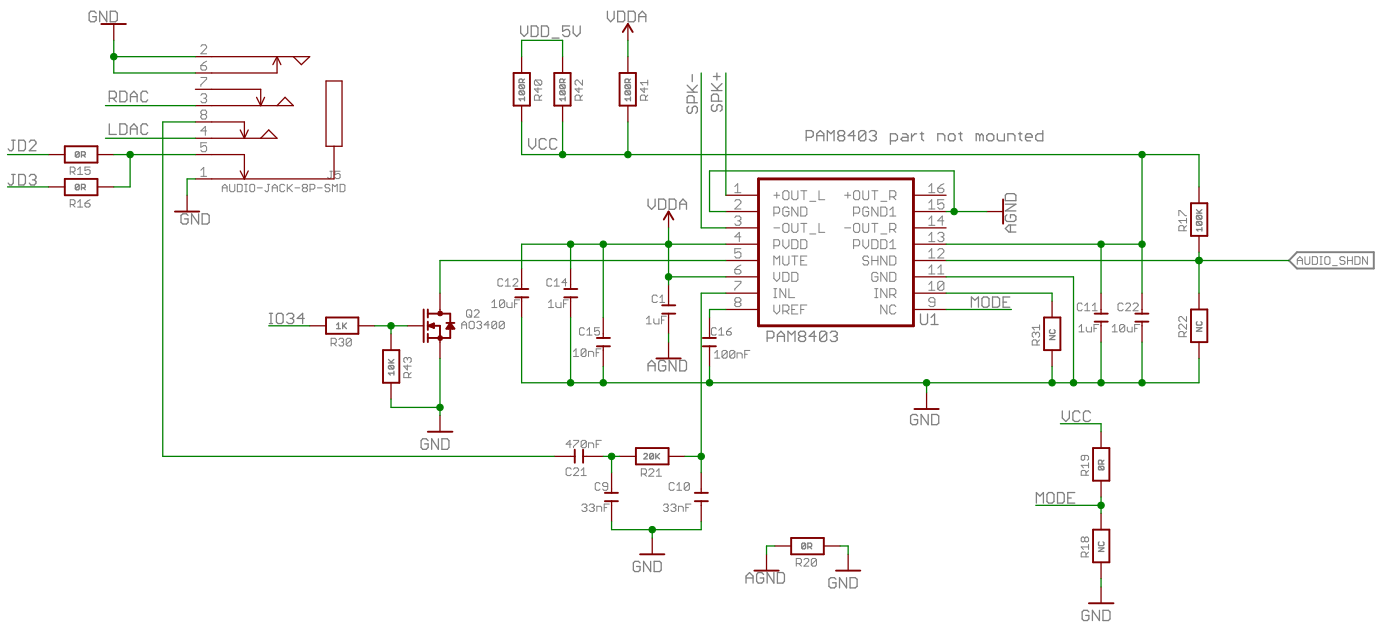 GND
2
6
7
RDAC
3
8
LDAC
4
JD2
0R
R15
5
JD3
0R
R16
1
J5
AUDIO-JACK-8P-SMD
GND
VDD_5V
VDDA
100R
R40
100R
R42
100R
R41
SPK-
SPK+
VCC
PAM8403 part not mounted
1 +OUT_L +OUT_R 16
2 PGND PGND1 15
3 -OUT_L -OUT_R 14
4 PVDD PVDD1 13
5 MUTE SHND 12
6 VDD GND 11
7 INL INR 10
8 VREF NC 9
PAM8403
U1
MODE
AGND
R17
100K
AUDIO_SHDN
VDDA
C12
10uF
C14
1uF
C15
10nF
C1
1uF
AGND
C16
100nF
IO34
1K
R30
Q2
AO3400
10K
R43
GND
R31
NC
C11
1uF
C22
10uF
R22
NC
GND
470nF
C21
20K
R21
C9
33nF
C10
33nF
GND
0R
R20
AGND
GND
VCC
R19
0R
MODE
R18
NC
GND